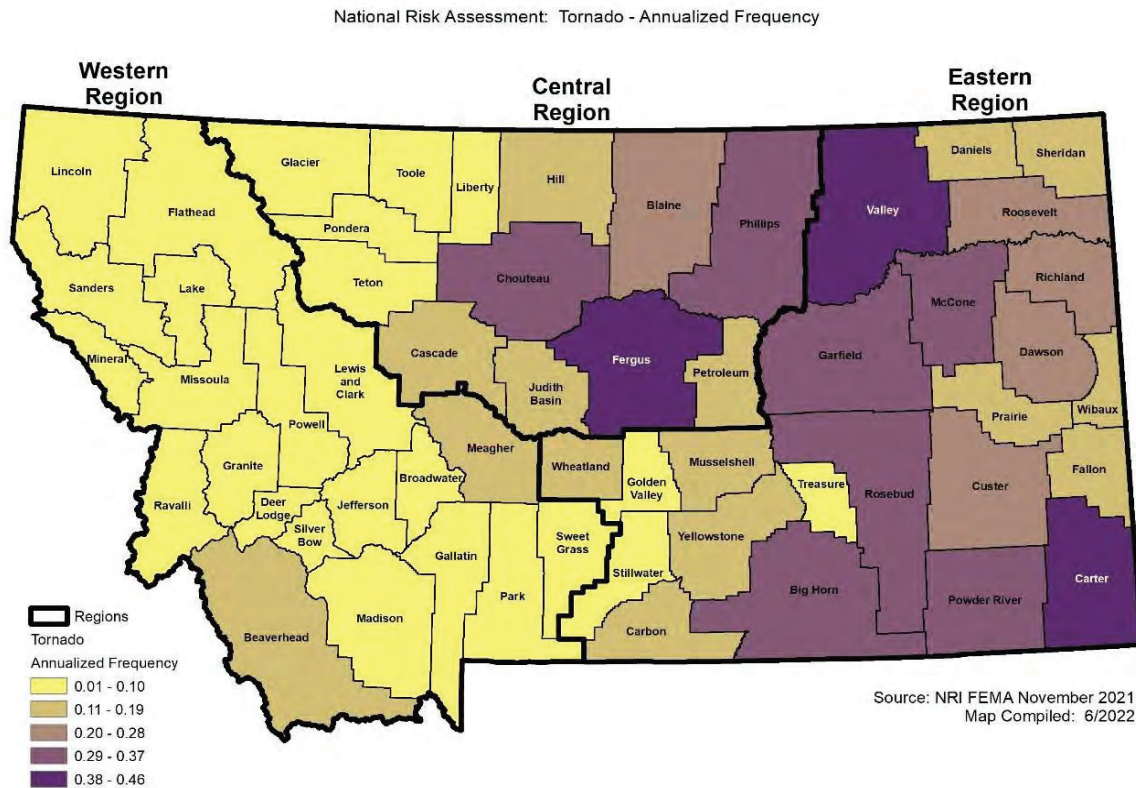 National Risk Assessment: Tornado - Annualized Frequency
Western
Region
Central
Region
Eastern
Region
Lincoln
Flathead
Glacier
Toole
Liberty
Hill
Blaine
Phillips
Valley
Daniels
Sheridan
Roosevelt
Pondera
Teton
Chouteau
Richland
McCone
Sanders
Lake
Garfield
Dawson
Mineral
Missoula
Lewis
and
Clark
Cascade
Judith
Basin
Fergus
Petroleum
Prairie
Wibaux
Powell
Meagher
Wheatland
Golden
Valley
Musselshell
Treasure
Rosebud
Custer
Fallon
Ravalli
Granite
Deer
Lodge
Silver
Bow
Jefferson
Broadwater
Gallatin
Park
Sweet
Grass
Stillwater
Yellowstone
Big Horn
Powder River
Carter
Beaverhead
Madison
Carbon
Regions
Tornado
Annualized Frequency
0.01 - 0.10
0.11 - 0.19
0.20 - 0.28
0.29 - 0.37
0.38 - 0.46
Source: NRI FEMA November 2021
Map Compiled: 6/2022